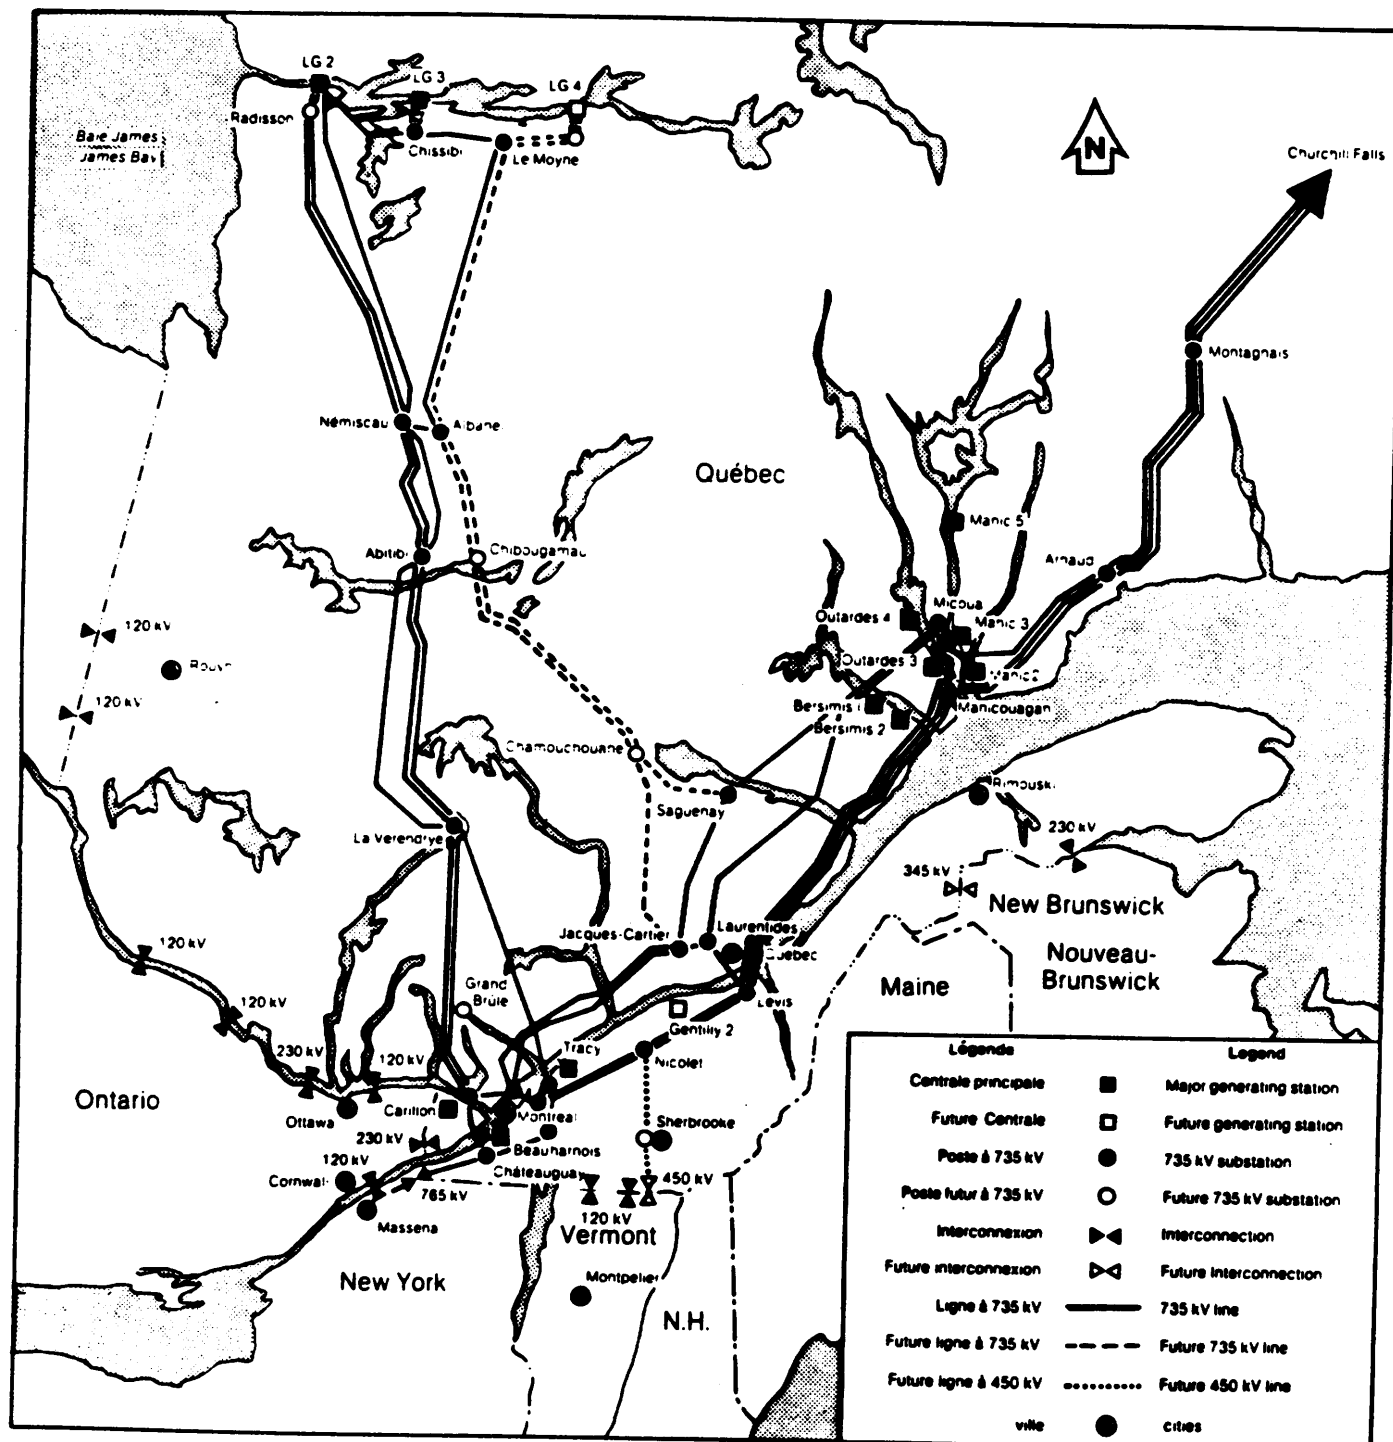 LG 2
LG 3
LG 4
Radisson
Baie James
James Bay
Chissibi
Le Moyne
N
Churchill Falls
Montagnais
Némiscau
Albanel
Québec
Manic 5
Abitibi
Chibougamau
Arnaud
Micoua
Outardes 4
Manic 3
120 kV
Rouyn
Outardes 3
Manic 2
120 kV
Bersimis 1
Manicouagan
Bersimis 2
Chamouchouane
Saguenay
Rimouski
La Verendrye
230 kV
345 kV
New Brunswick
Jacques-Cartier
Laurentides
Québec
120 kV
Nouveau-
Brunswick
Maine
Grand
Brûlé
Lévis
120 kV
Gentilly 2
Tracy
230 kV
120 kV
Nicolet
Ontario
Ottawa
Carillon
Montréal
Sherbrooke
230 kV
Beauharnois
120 kV
Châteauguay
Cornwall
765 kV
450 kV
Massena
120 kV
Vermont
New York
Montpelier
N.H.
Légende Legend
Centrale principale Major generating station
Future Centrale Future generating station
Poste à 735 kV 735 kV substation
Poste futur à 735 kV Future 735 kV substation
Interconnexion Interconnection
Future interconnexion Future Interconnection
Ligne à 735 kV 735 kV line
Future ligne à 735 kV Future 735 kV line
Future ligne à 450 kV Future 450 kV line
ville cities